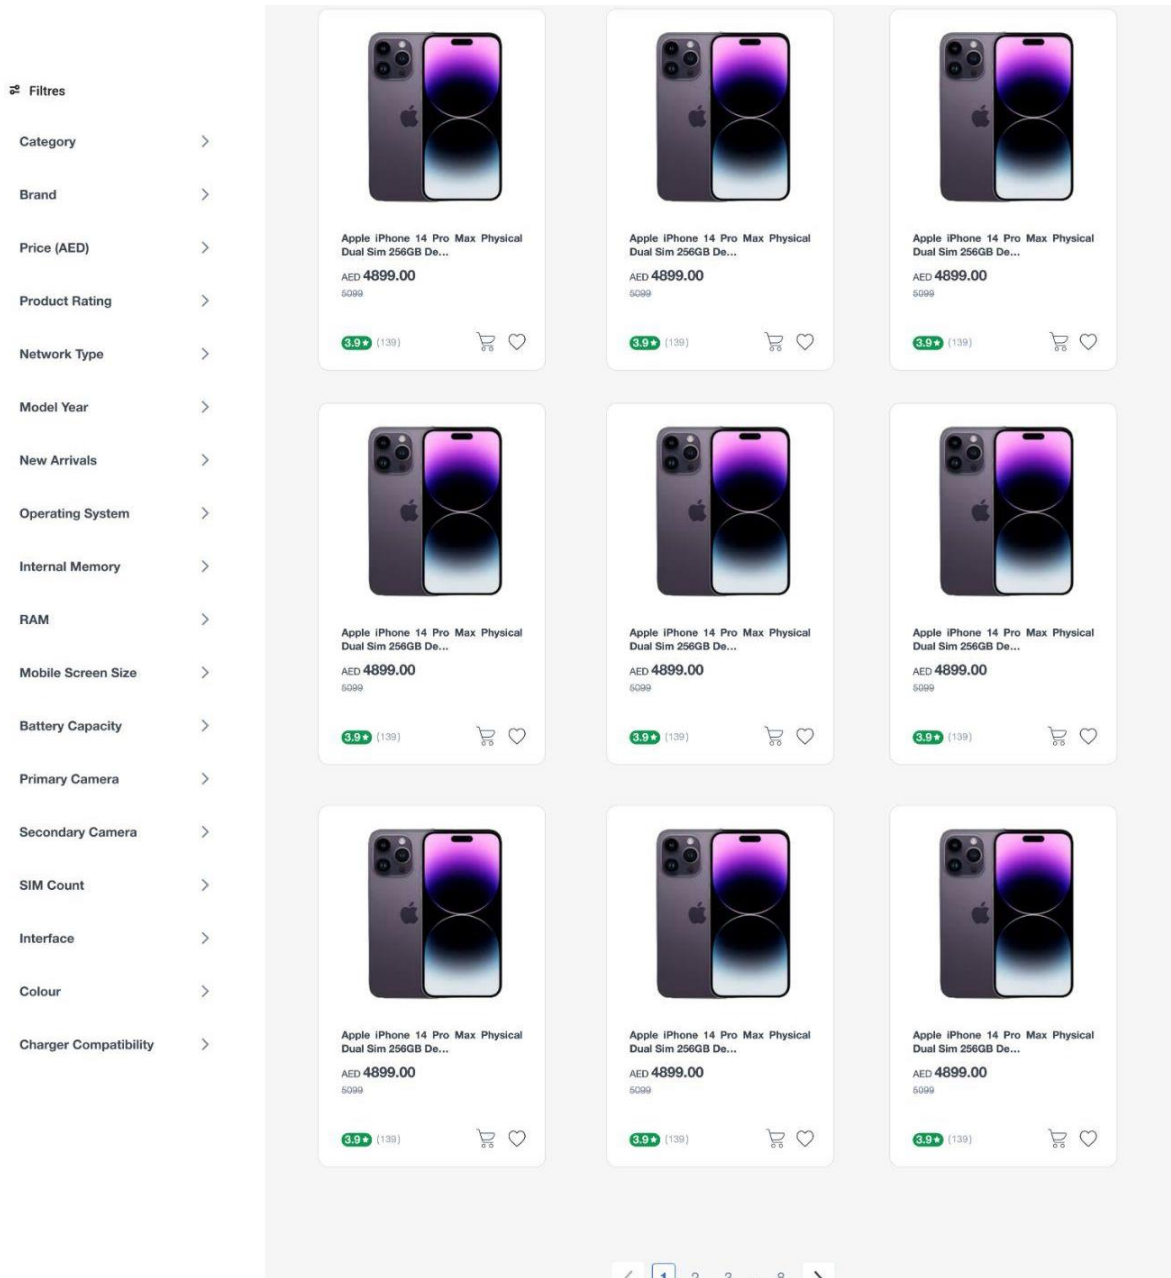 Filtres
Category
Brand
Price (AED)
Product Rating
Network Type
Model Year
New Arrivals
Operating System
Internal Memory
RAM
Mobile Screen Size
Battery Capacity
Primary Camera
Secondary Camera
SIM Count
Interface
Colour
Charger Compatibility
Apple iPhone 14 Pro Max Physical
Dual Sim 256GB De...
AED 4899.00
5099
3.9★ (139)
Apple iPhone 14 Pro Max Physical
Dual Sim 256GB De...
AED 4899.00
5099
3.9★ (139)
Apple iPhone 14 Pro Max Physical
Dual Sim 256GB De...
AED 4899.00
5099
3.9★ (139)
Apple iPhone 14 Pro Max Physical
Dual Sim 256GB De...
AED 4899.00
5099
3.9★ (139)
Apple iPhone 14 Pro Max Physical
Dual Sim 256GB De...
AED 4899.00
5099
3.9★ (139)
Apple iPhone 14 Pro Max Physical
Dual Sim 256GB De...
AED 4899.00
5099
3.9★ (139)
Apple iPhone 14 Pro Max Physical
Dual Sim 256GB De...
AED 4899.00
5099
3.9★ (139)
Apple iPhone 14 Pro Max Physical
Dual Sim 256GB De...
AED 4899.00
5099
3.9★ (139)
Apple iPhone 14 Pro Max Physical
Dual Sim 256GB De...
AED 4899.00
5099
3.9★ (139)
1 2 3